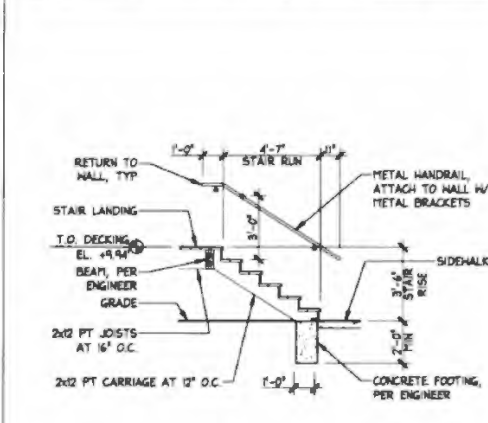 1'-0"
4'-7"
11"
STAIR RUN
RETURN TO
WALL, TYP
METAL HANDRAIL,
ATTACH TO WALL W/
METAL BRACKETS
STAIR LANDING
3'-0"
T.O. DECKING
EL. +9.94'
SIDEWALK
BEAM, PER
ENGINEER
3'-6"
STAIR
RISE
GRADE
2x12 PT JOISTS
AT 16" O.C.
2'-0"
MIN
2x12 PT CARRIAGE AT 12" O.C.
1'-0"
CONCRETE FOOTING,
PER ENGINEER